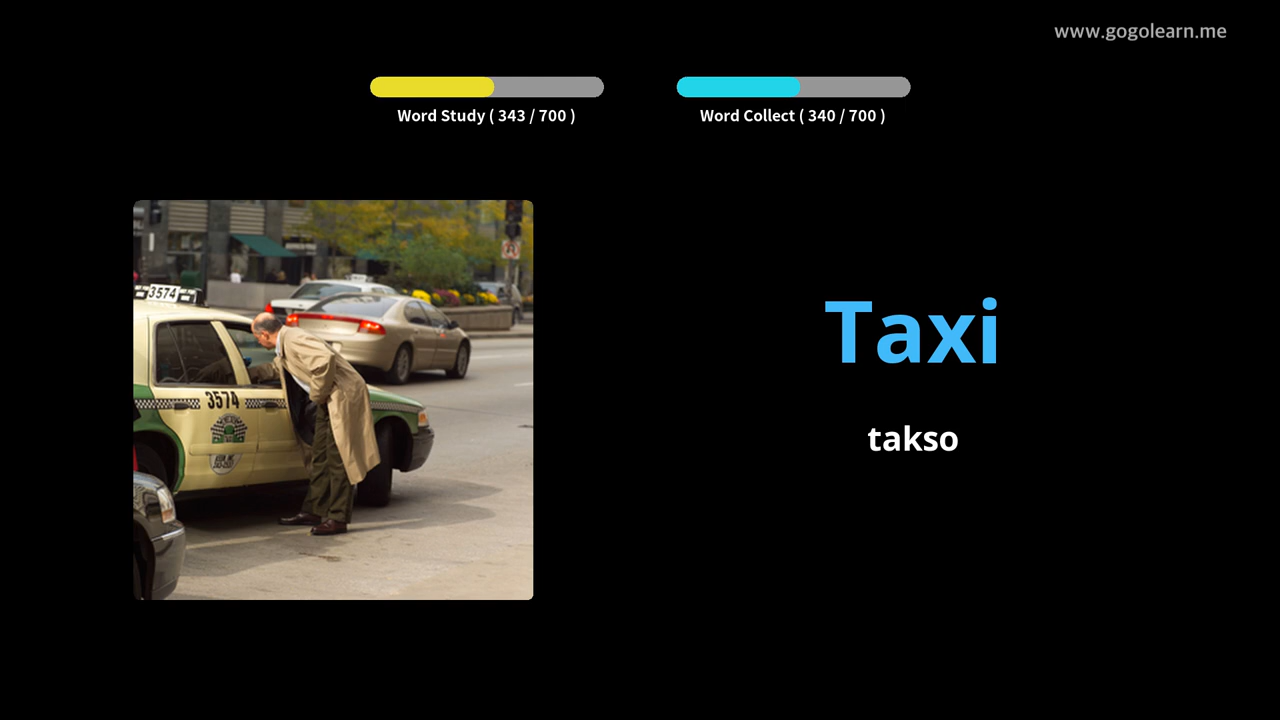 www.gogolearn.me
Word Study ( 343 / 700 )
Word Collect ( 340 / 700 )
3574
3574
Taxi
takso